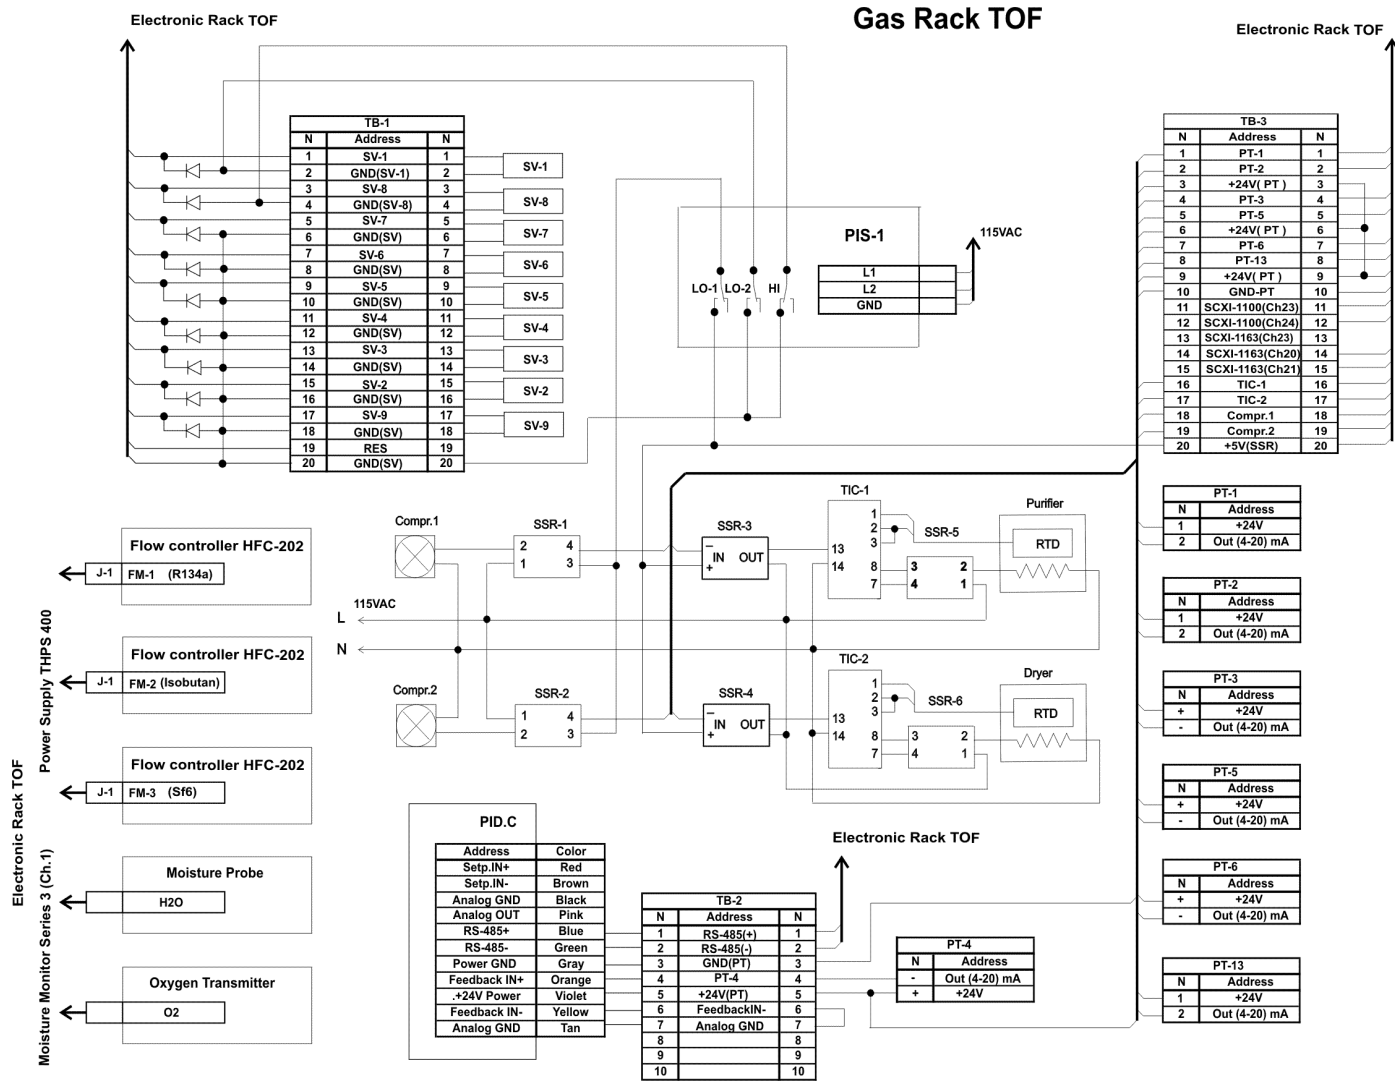 Gas Rack TOF
Electronic Rack TOF
Electronic Rack TOF
TB-1
N Address N
1 SV-1 1
2 GND(SV-1) 2
3 SV-8 3
4 GND(SV-8) 4
5 SV-7 5
6 GND(SV) 6
7 SV-6 7
8 GND(SV) 8
9 SV-5 9
10 GND(SV) 10
11 SV-4 11
12 GND(SV) 12
13 SV-3 13
14 GND(SV) 14
15 SV-2 15
16 GND(SV) 16
17 SV-9 17
18 GND(SV) 18
19 RES 19
20 GND(SV) 20
SV-1
SV-8
SV-7
SV-6
SV-5
SV-4
SV-3
SV-2
SV-9
PIS-1
115VAC
L1
L2
GND
LO-1 LO-2 HI
TB-3
N Address N
1 PT-1 1
2 PT-2 2
3 +24V( PT ) 3
4 PT-3 4
5 PT-5 5
6 +24V( PT ) 6
7 PT-6 7
8 PT-13 8
9 +24V( PT ) 9
10 GND-PT 10
11 SCXI-1100(Ch23) 11
12 SCXI-1100(Ch24) 12
13 SCXI-1163(Ch23) 13
14 SCXI-1163(Ch20) 14
15 SCXI-1163(Ch21) 15
16 TIC-1 16
17 TIC-2 17
18 Compr.1 18
19 Compr.2 19
20 +5V(SSR) 20
Electronic Rack TOF
Power Supply THPS 400
Moisture Monitor Series 3 (Ch.1)
Flow controller HFC-202
J-1 FM-1 (R134a)
Flow controller HFC-202
J-1 FM-2 (Isobutan)
Flow controller HFC-202
J-1 FM-3 (Sf6)
Moisture Probe
H2O
Oxygen Transmitter
O2
Compr.1
SSR-1
2 4
1 3
SSR-3
− IN OUT
+
TIC-1
1
2
3
13
14
8
7
SSR-5
3 2
4 1
Purifier
RTD
115VAC
L
N
Compr.2
SSR-2
1 4
2 3
SSR-4
− IN OUT
+
TIC-2
1
2
3
13
14
8
7
SSR-6
3 2
4 1
Dryer
RTD
PID.C
Address Color
Setp.IN+ Red
Setp.IN- Brown
Analog GND Black
Analog OUT Pink
RS-485+ Blue
RS-485- Green
Power GND Gray
Feedback IN+ Orange
.+24V Power Violet
Feedback IN- Yellow
Analog GND Tan
Electronic Rack TOF
TB-2
N Address N
1 RS-485(+) 1
2 RS-485(-) 2
3 GND(PT) 3
4 PT-4 4
5 +24V(PT) 5
6 FeedbackIN- 6
7 Analog GND 7
8 8
9 9
10 10
PT-4
N Address
- Out (4-20) mA
+ +24V
PT-1
N Address
1 +24V
2 Out (4-20) mA
PT-2
N Address
1 +24V
2 Out (4-20) mA
PT-3
N Address
+ +24V
- Out (4-20) mA
PT-5
N Address
+ +24V
- Out (4-20) mA
PT-6
N Address
+ +24V
- Out (4-20) mA
PT-13
N Address
1 +24V
2 Out (4-20) mA